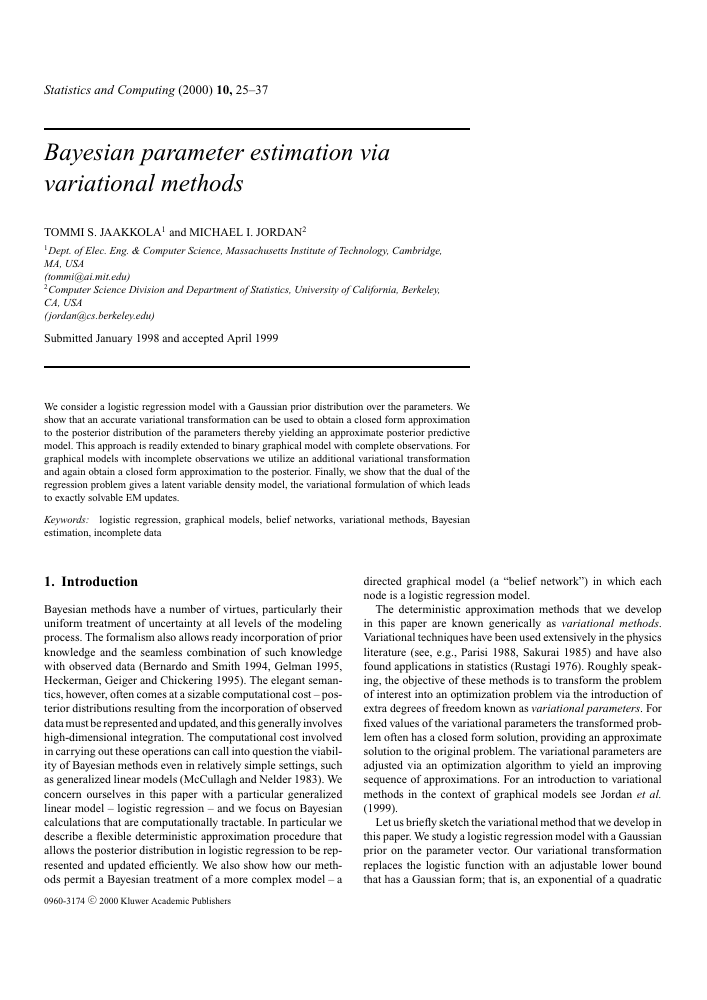 Statistics and Computing (2000) 10, 25–37
Bayesian parameter estimation via
variational methods
TOMMI S. JAAKKOLA1 and MICHAEL I. JORDAN2
1Dept. of Elec. Eng. & Computer Science, Massachusetts Institute of Technology, Cambridge,
MA, USA
(tommi@ai.mit.edu)
2Computer Science Division and Department of Statistics, University of California, Berkeley,
CA, USA
(jordan@cs.berkeley.edu)
Submitted January 1998 and accepted April 1999
We consider a logistic regression model with a Gaussian prior distribution over the parameters. We
show that an accurate variational transformation can be used to obtain a closed form approximation
to the posterior distribution of the parameters thereby yielding an approximate posterior predictive
model. This approach is readily extended to binary graphical model with complete observations. For
graphical models with incomplete observations we utilize an additional variational transformation
and again obtain a closed form approximation to the posterior. Finally, we show that the dual of the
regression problem gives a latent variable density model, the variational formulation of which leads
to exactly solvable EM updates.
Keywords: logistic regression, graphical models, belief networks, variational methods, Bayesian
estimation, incomplete data
1. Introduction
Bayesian methods have a number of virtues, particularly their
uniform treatment of uncertainty at all levels of the modeling
process. The formalism also allows ready incorporation of prior
knowledge and the seamless combination of such knowledge
with observed data (Bernardo and Smith 1994, Gelman 1995,
Heckerman, Geiger and Chickering 1995). The elegant seman-
tics, however, often comes at a sizable computational cost – pos-
terior distributions resulting from the incorporation of observed
data must be represented and updated, and this generally involves
high-dimensional integration. The computational cost involved
in carrying out these operations can call into question the viabil-
ity of Bayesian methods even in relatively simple settings, such
as generalized linear models (McCullagh and Nelder 1983). We
concern ourselves in this paper with a particular generalized
linear model – logistic regression – and we focus on Bayesian
calculations that are computationally tractable. In particular we
describe a flexible deterministic approximation procedure that
allows the posterior distribution in logistic regression to be rep-
resented and updated efficiently. We also show how our meth-
ods permit a Bayesian treatment of a more complex model – a
directed graphical model (a “belief network”) in which each
node is a logistic regression model.
The deterministic approximation methods that we develop
in this paper are known generically as variational methods.
Variational techniques have been used extensively in the physics
literature (see, e.g., Parisi 1988, Sakurai 1985) and have also
found applications in statistics (Rustagi 1976). Roughly speak-
ing, the objective of these methods is to transform the problem
of interest into an optimization problem via the introduction of
extra degrees of freedom known as variational parameters. For
fixed values of the variational parameters the transformed prob-
lem often has a closed form solution, providing an approximate
solution to the original problem. The variational parameters are
adjusted via an optimization algorithm to yield an improving
sequence of approximations. For an introduction to variational
methods in the context of graphical models see Jordan et al.
(1999).
Let us briefly sketch the variational method that we develop in
this paper. We study a logistic regression model with a Gaussian
prior on the parameter vector. Our variational transformation
replaces the logistic function with an adjustable lower bound
that has a Gaussian form; that is, an exponential of a quadratic
0960-3174 © 2000 Kluwer Academic Publishers